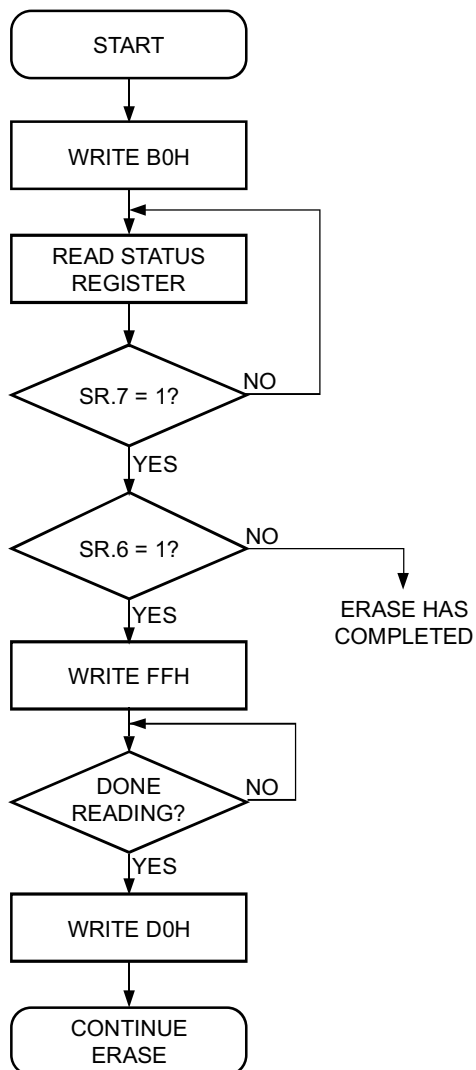 START
WRITE B0H
READ STATUS
REGISTER
SR.7 = 1?
NO
YES
SR.6 = 1?
NO
YES
ERASE HAS
COMPLETED
WRITE FFH
DONE
READING?
NO
YES
WRITE D0H
CONTINUE
ERASE